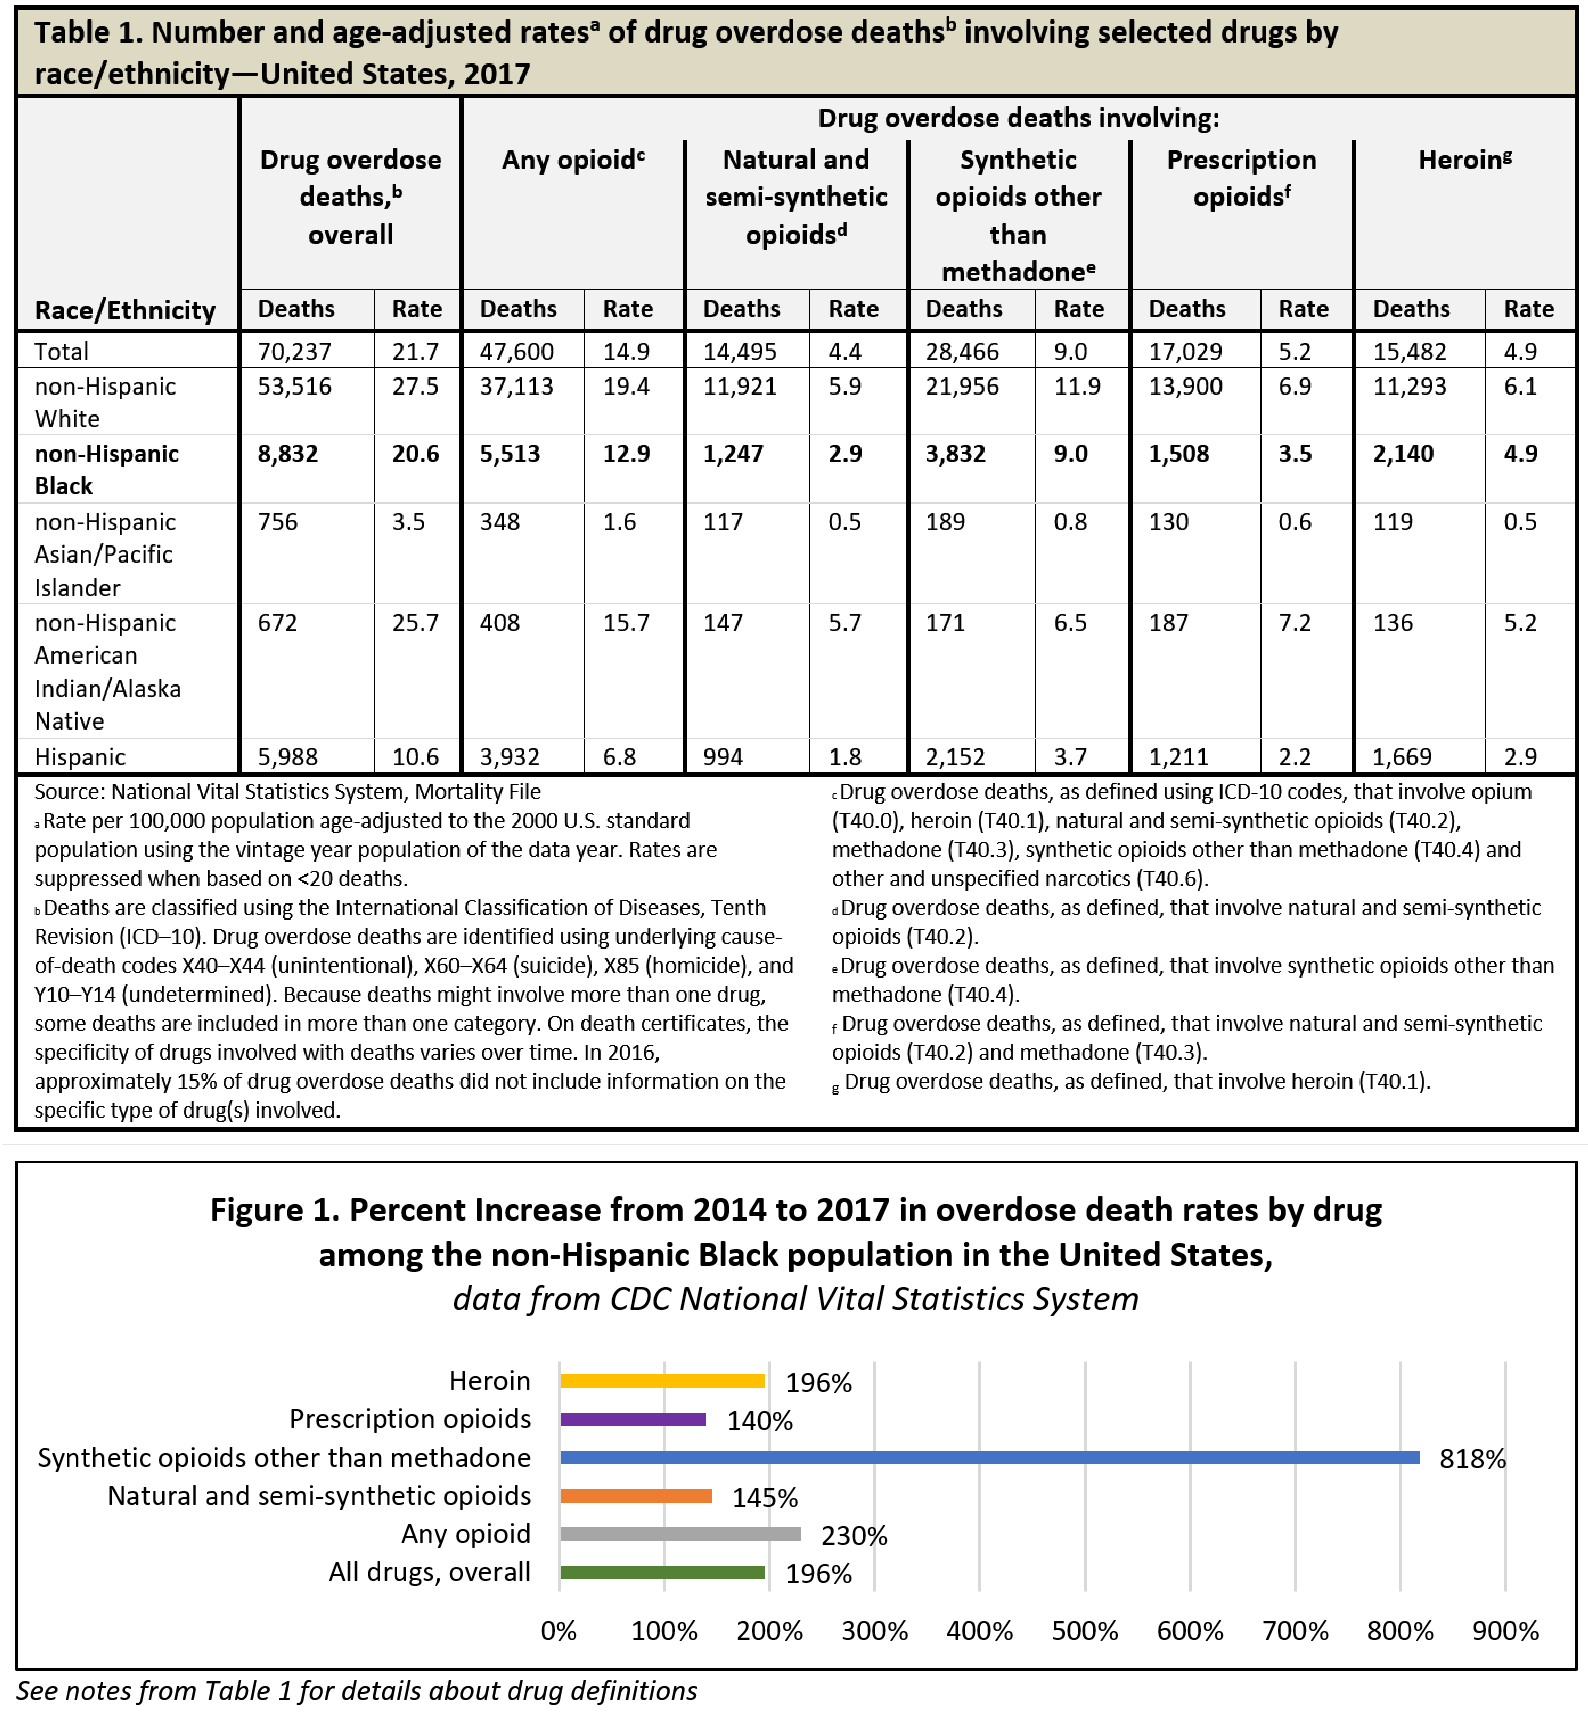 Table 1. Number and age-adjusted ratesa of drug overdose deathsb involving selected drugs by
race/ethnicity—United States, 2017
Drug overdose deaths involving:
Race/Ethnicity
Drug overdose
deaths,b
overall
Any opioidc
Natural and
semi-synthetic
opioidsd
Synthetic
opioids other
than
methadonee
Prescription
opioidsf
Heroing
Deaths Rate Deaths Rate Deaths Rate Deaths Rate Deaths Rate Deaths Rate
Total 70,237 21.7 47,600 14.9 14,495 4.4 28,466 9.0 17,029 5.2 15,482 4.9
non-Hispanic 53,516 27.5 37,113 19.4 11,921 5.9 21,956 11.9 13,900 6.9 11,293 6.1
White
non-Hispanic 8,832 20.6 5,513 12.9 1,247 2.9 3,832 9.0 1,508 3.5 2,140 4.9
Black
non-Hispanic 756 3.5 348 1.6 117 0.5 189 0.8 130 0.6 119 0.5
Asian/Pacific
Islander
non-Hispanic 672 25.7 408 15.7 147 5.7 171 6.5 187 7.2 136 5.2
American
Indian/Alaska
Native
Hispanic 5,988 10.6 3,932 6.8 994 1.8 2,152 3.7 1,211 2.2 1,669 2.9
Source: National Vital Statistics System, Mortality File
a Rate per 100,000 population age-adjusted to the 2000 U.S. standard
population using the vintage year population of the data year. Rates are
suppressed when based on <20 deaths.
b Deaths are classified using the International Classification of Diseases, Tenth
Revision (ICD–10). Drug overdose deaths are identified using underlying cause-
of-death codes X40–X44 (unintentional), X60–X64 (suicide), X85 (homicide), and
Y10–Y14 (undetermined). Because deaths might involve more than one drug,
some deaths are included in more than one category. On death certificates, the
specificity of drugs involved with deaths varies over time. In 2016,
approximately 15% of drug overdose deaths did not include information on the
specific type of drug(s) involved.
c Drug overdose deaths, as defined using ICD-10 codes, that involve opium
(T40.0), heroin (T40.1), natural and semi-synthetic opioids (T40.2),
methadone (T40.3), synthetic opioids other than methadone (T40.4) and
other and unspecified narcotics (T40.6).
d Drug overdose deaths, as defined, that involve natural and semi-synthetic
opioids (T40.2).
e Drug overdose deaths, as defined, that involve synthetic opioids other than
methadone (T40.4).
f Drug overdose deaths, as defined, that involve natural and semi-synthetic
opioids (T40.2) and methadone (T40.3).
g Drug overdose deaths, as defined, that involve heroin (T40.1).
Figure 1. Percent Increase from 2014 to 2017 in overdose death rates by drug
among the non-Hispanic Black population in the United States,
data from CDC National Vital Statistics System
Heroin 196%
Prescription opioids 140%
Synthetic opioids other than methadone 818%
Natural and semi-synthetic opioids 145%
Any opioid 230%
All drugs, overall 196%
0% 100% 200% 300% 400% 500% 600% 700% 800% 900%
See notes from Table 1 for details about drug definitions